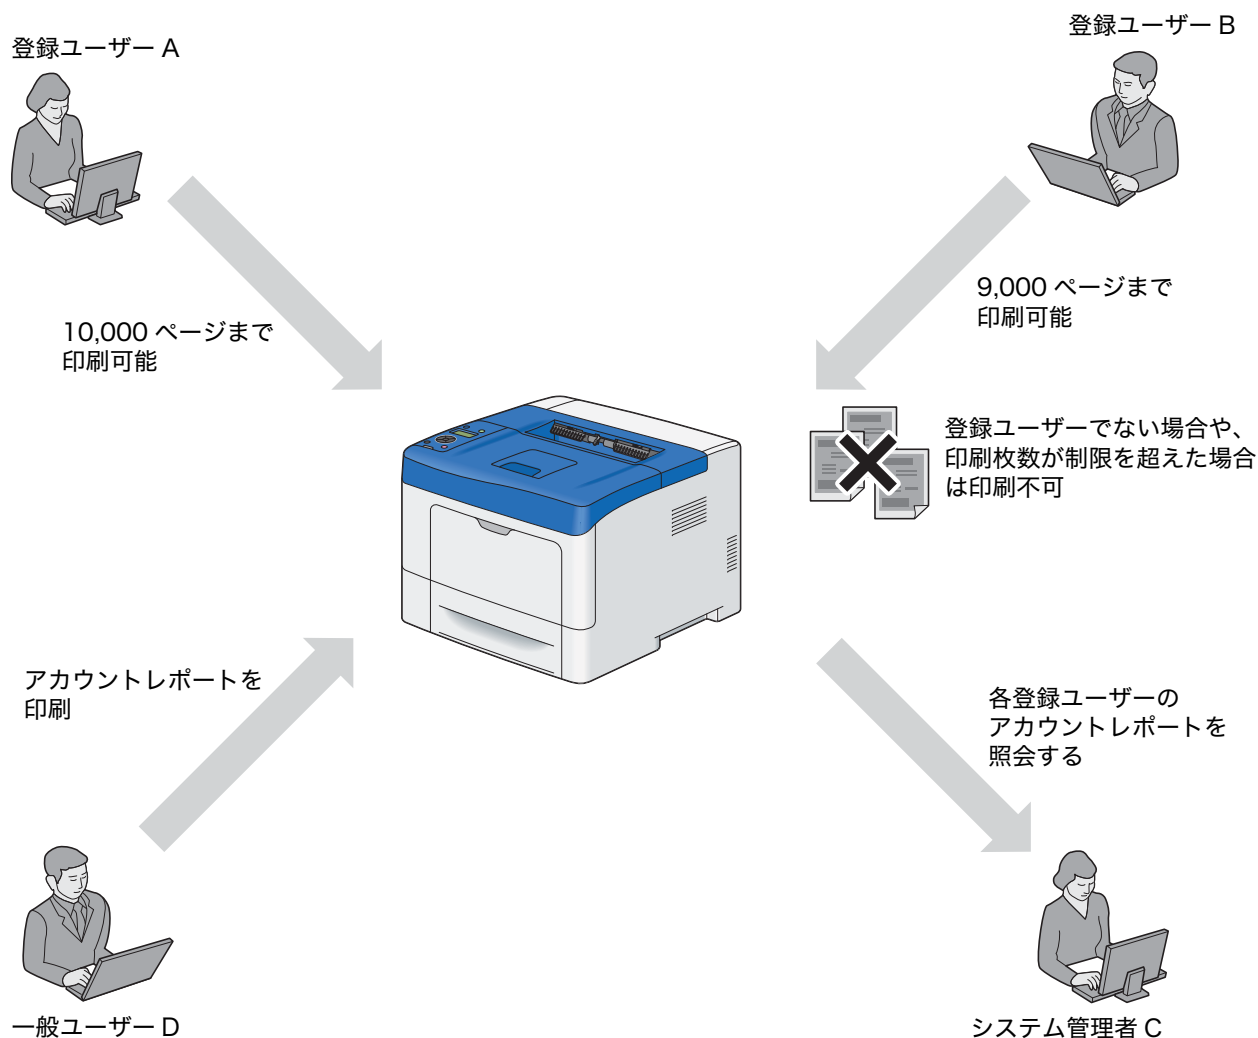 登録ユーザー A
登録ユーザー B
10,000 ページまで
印刷可能
9,000 ページまで
印刷可能
登録ユーザーでない場合や、
印刷枚数が制限を超えた場合
は印刷不可
アカウントレポートを
印刷
各登録ユーザーの
アカウントレポートを
照会する
一般ユーザー D
システム管理者 C